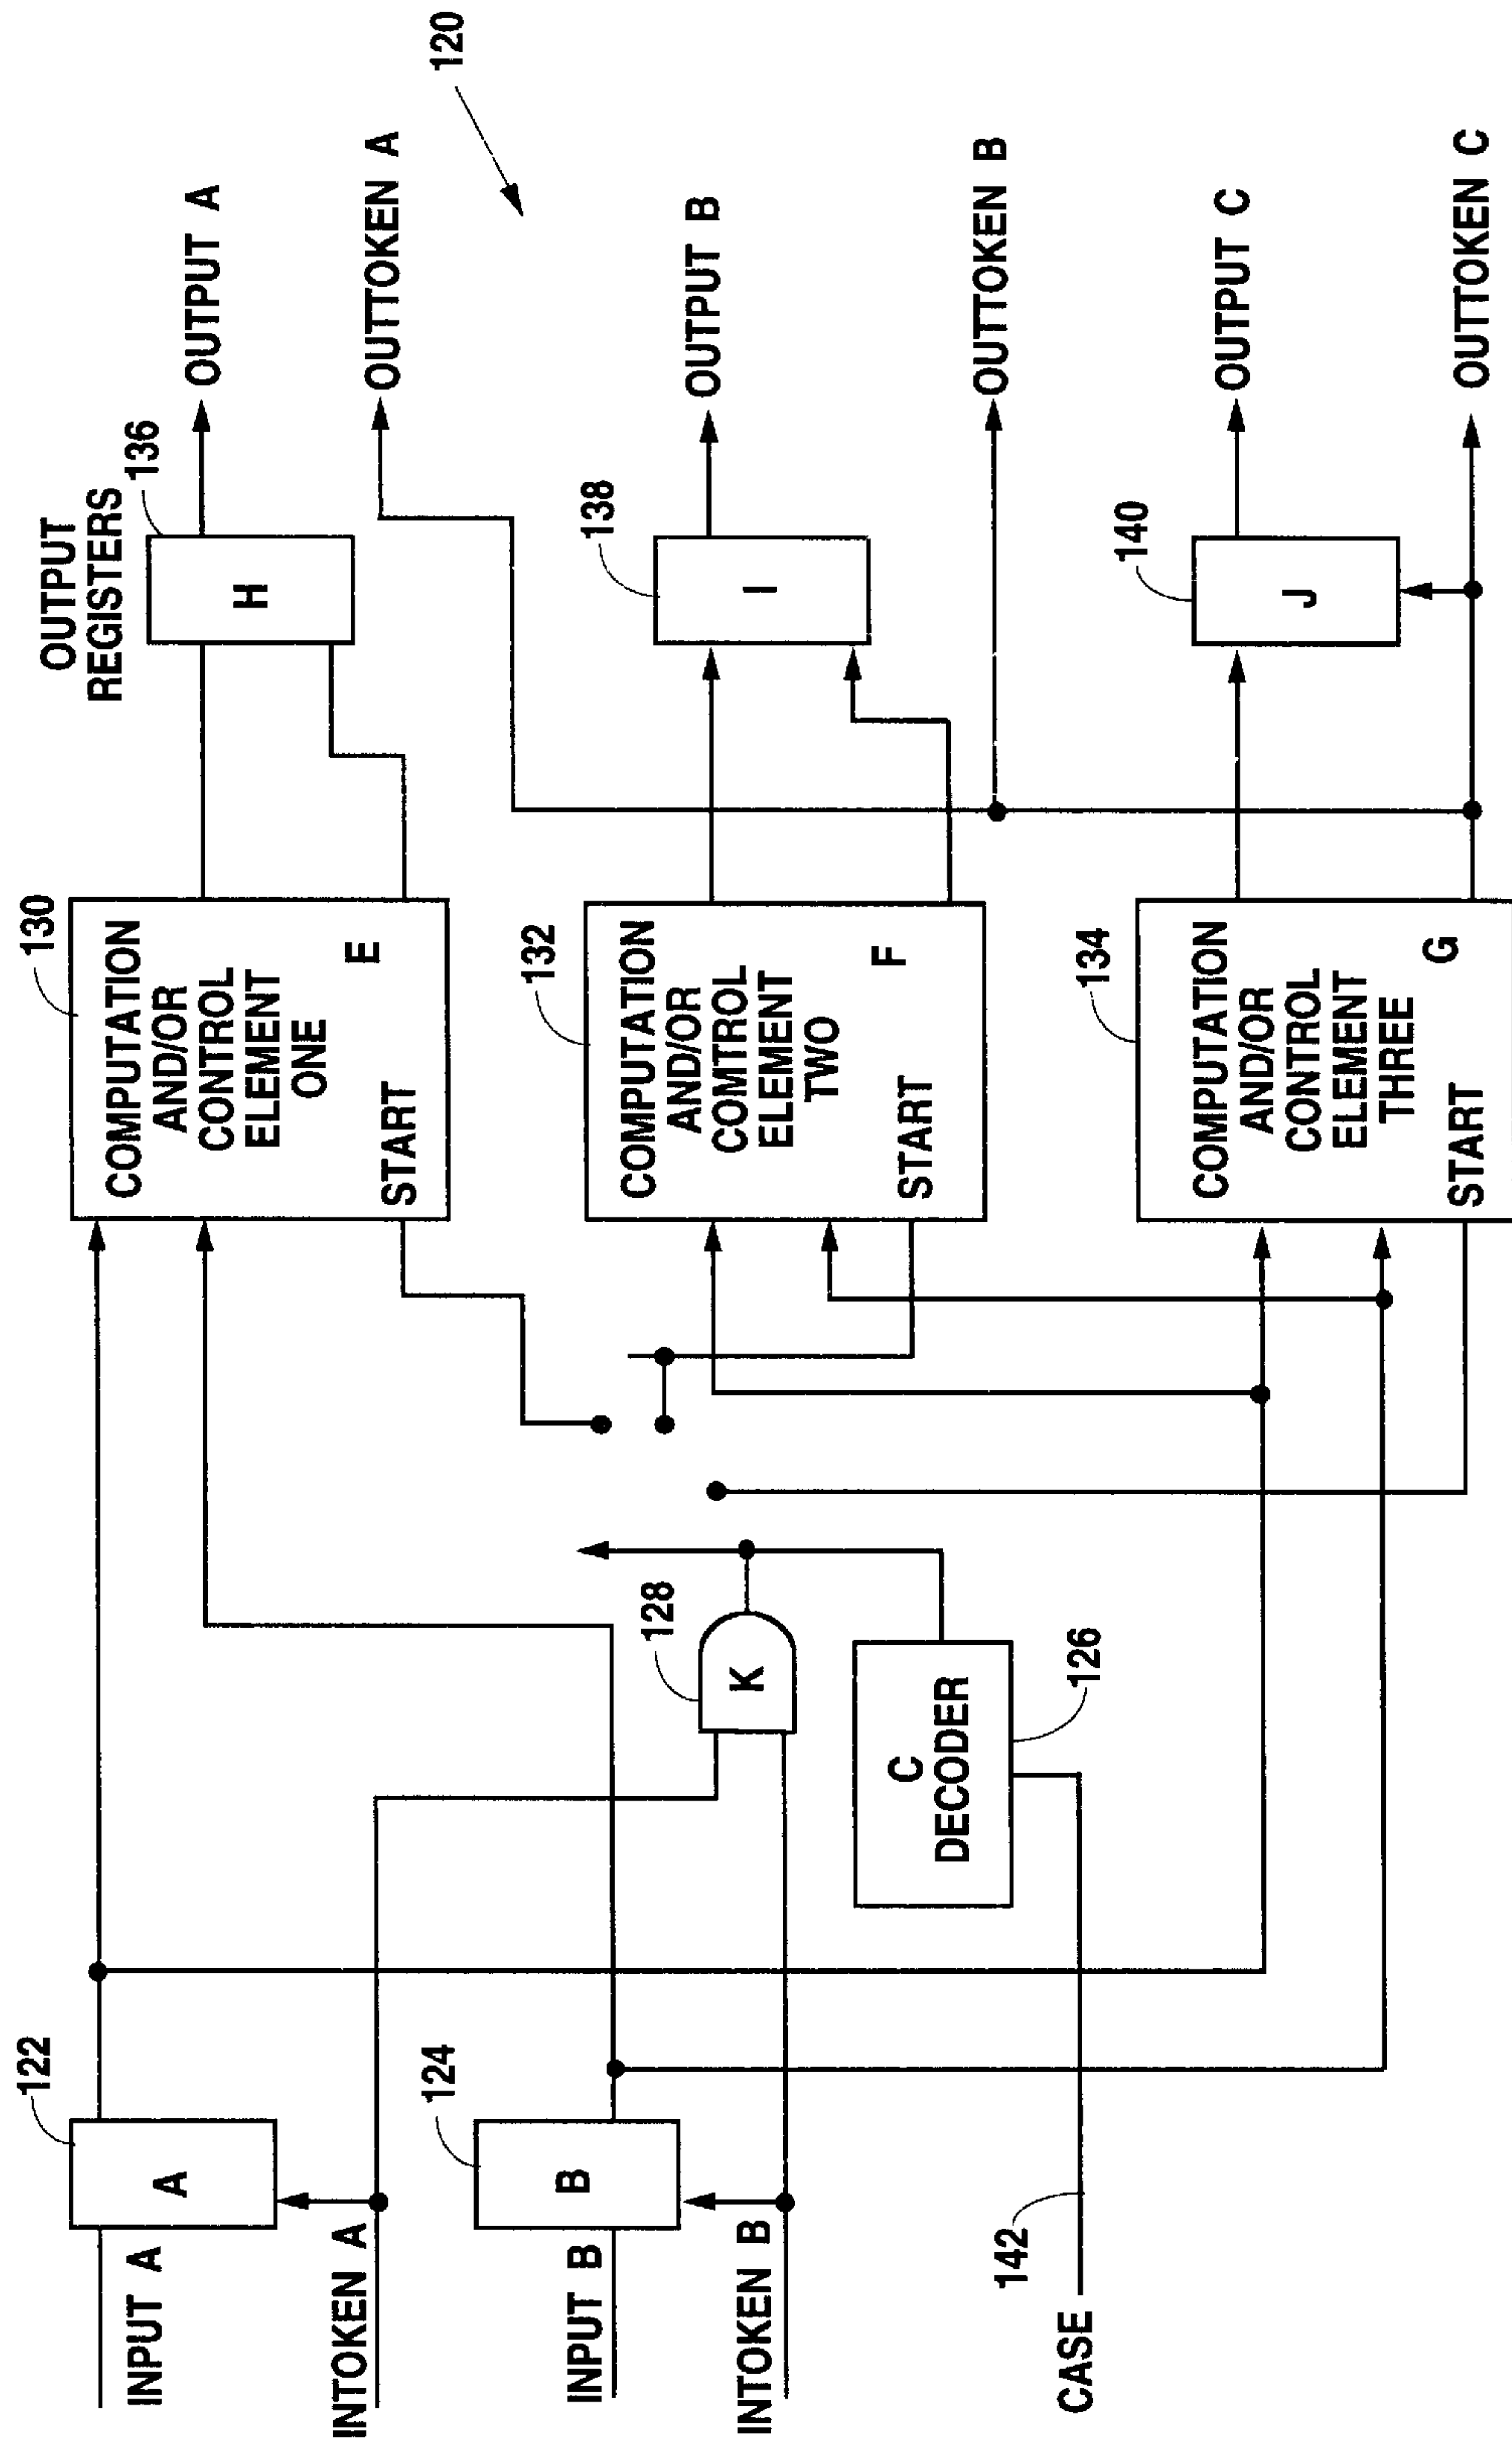 120
OUTPUT
REGISTERS
136
H
OUTPUT A
OUTTOKEN A
138
I
OUTPUT B
OUTTOKEN B
140
J
OUTPUT C
OUTTOKEN C
130
COMPUTATION
AND/OR
CONTROL
ELEMENT
ONE
E
START
132
COMPUTATION
AND/OR
COMTROL
ELEMENT
TWO
F
START
134
COMPUTATION
AND/OR
CONTROL
ELEMENT
THREE
G
START
128
K
C
DECODER
126
122
A
INPUT A
INTOKEN A
124
B
INPUT B
INTOKEN B
142
CASE